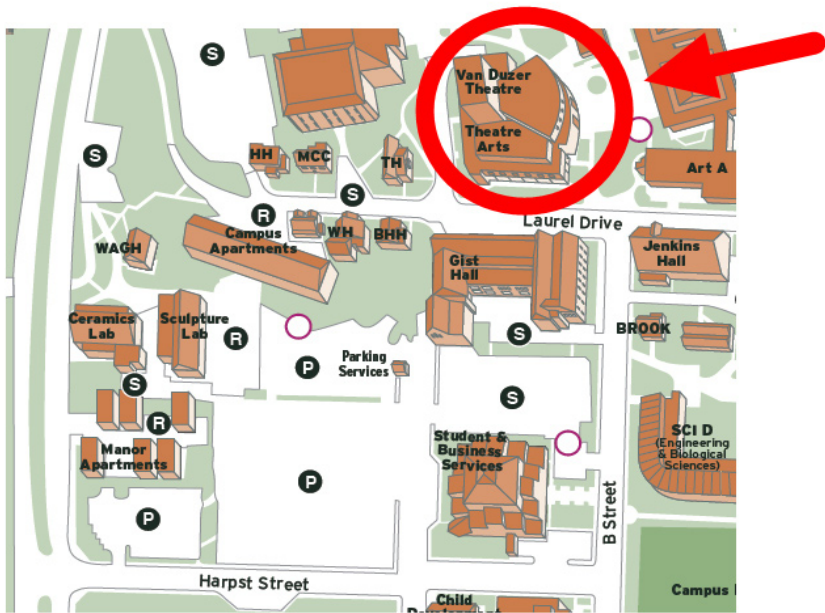 S
Van Duzer
Theatre
Theatre
Arts
S
HH
MCC
TH
Art A
S
R
Laurel Drive
WAGH
Campus
Apartments
WH
BHH
Gist
Hall
Jenkins
Hall
Ceramics
Lab
Sculpture
Lab
R
S
BROOK
Parking
Services
P
S
S
R
Manor
Apartments
Student &
Business
Services
SCI D
(Engineering
& Biological
Sciences)
P
P
B Street
Harpst Street
Child
Campus